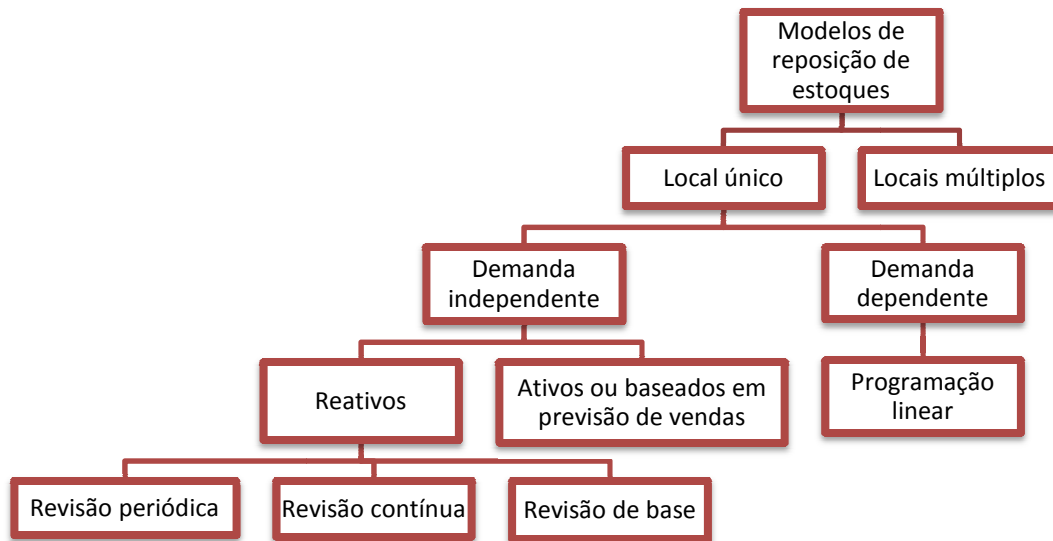 Modelos de
reposição de
estoques
Local único
Locais múltiplos
Demanda
independente
Demanda
dependente
Reativos
Ativos ou baseados em
previsão de vendas
Programação
linear
Revisão periódica
Revisão contínua
Revisão de base